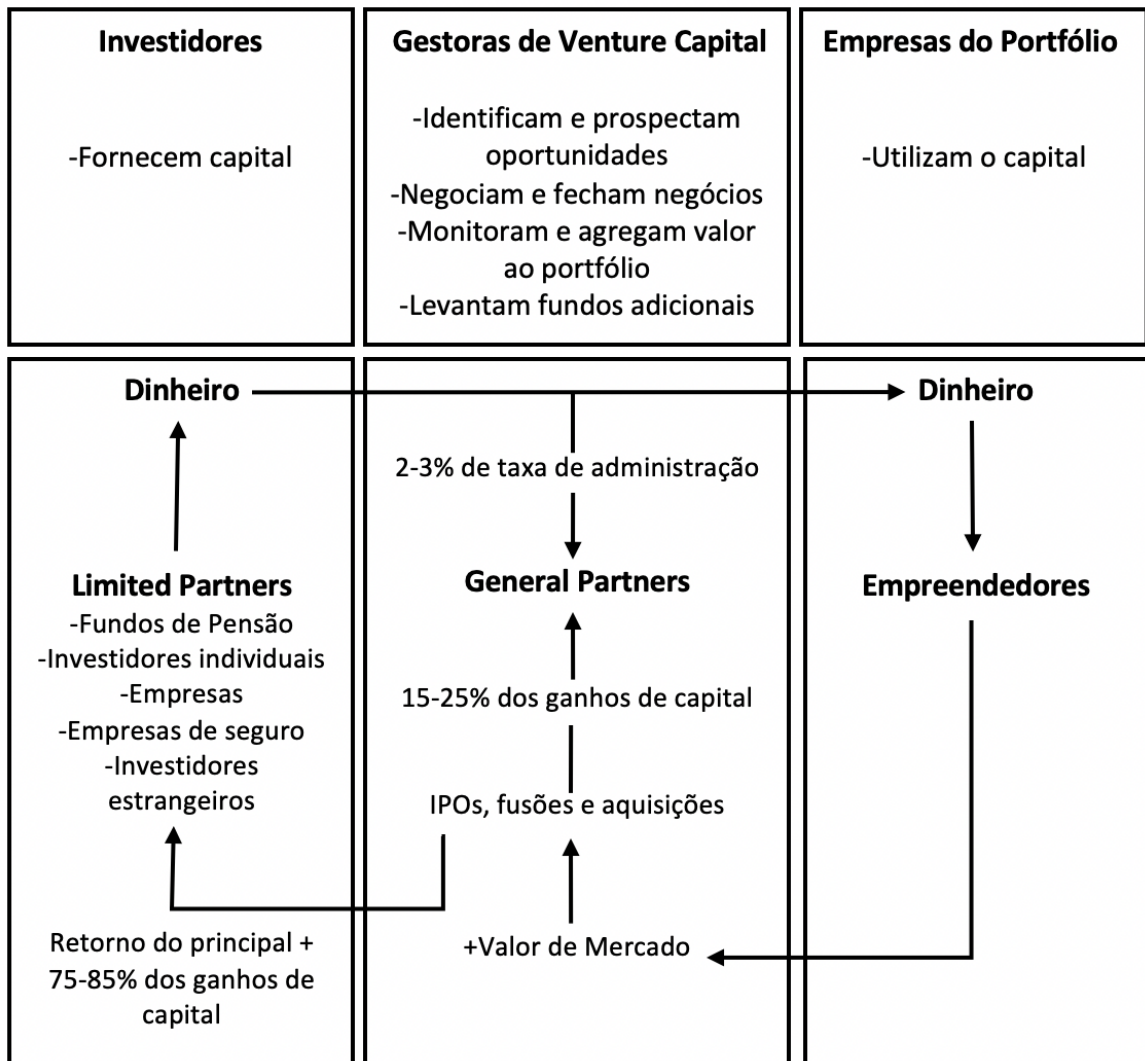 Investidores
-Fornecem capital
Gestoras de Venture Capital
-Identificam e prospectam
oportunidades
-Negociam e fecham negócios
-Monitoram e agregam valor
ao portfólio
-Levantam fundos adicionais
Empresas do Portfólio
-Utilizam o capital
Dinheiro
Limited Partners
-Fundos de Pensão
-Investidores individuais
-Empresas
-Empresas de seguro
-Investidores
estrangeiros
Retorno do principal +
75-85% dos ganhos de
capital
2-3% de taxa de administração
General Partners
15-25% dos ganhos de capital
IPOs, fusões e aquisições
+Valor de Mercado
Dinheiro
Empreendedores